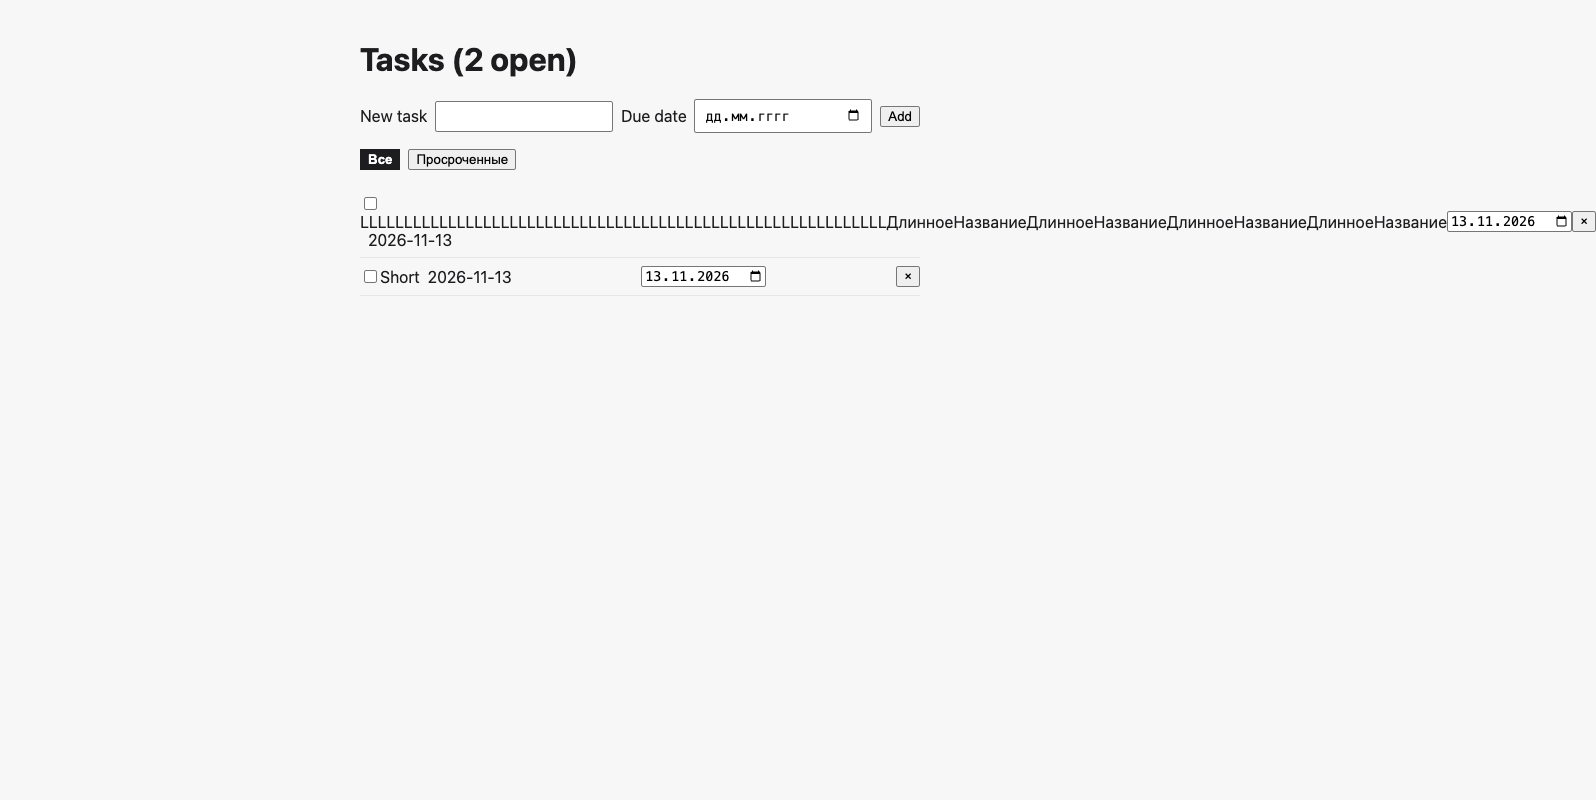 Tasks (2 open)
New task Due date дд.мм.гггг Add
Все Просроченные
LLLLLLLLLLLLLLLLLLLLLLLLLLLLLLLLLLLLLLLLLLLLLLLLLLLLLLLLLLLLДлинноеНазваниеДлинноеНазваниеДлинноеНазваниеДлинноеНазвание 13.11.2026 ×
2026-11-13
Short 2026-11-13 13.11.2026 ×